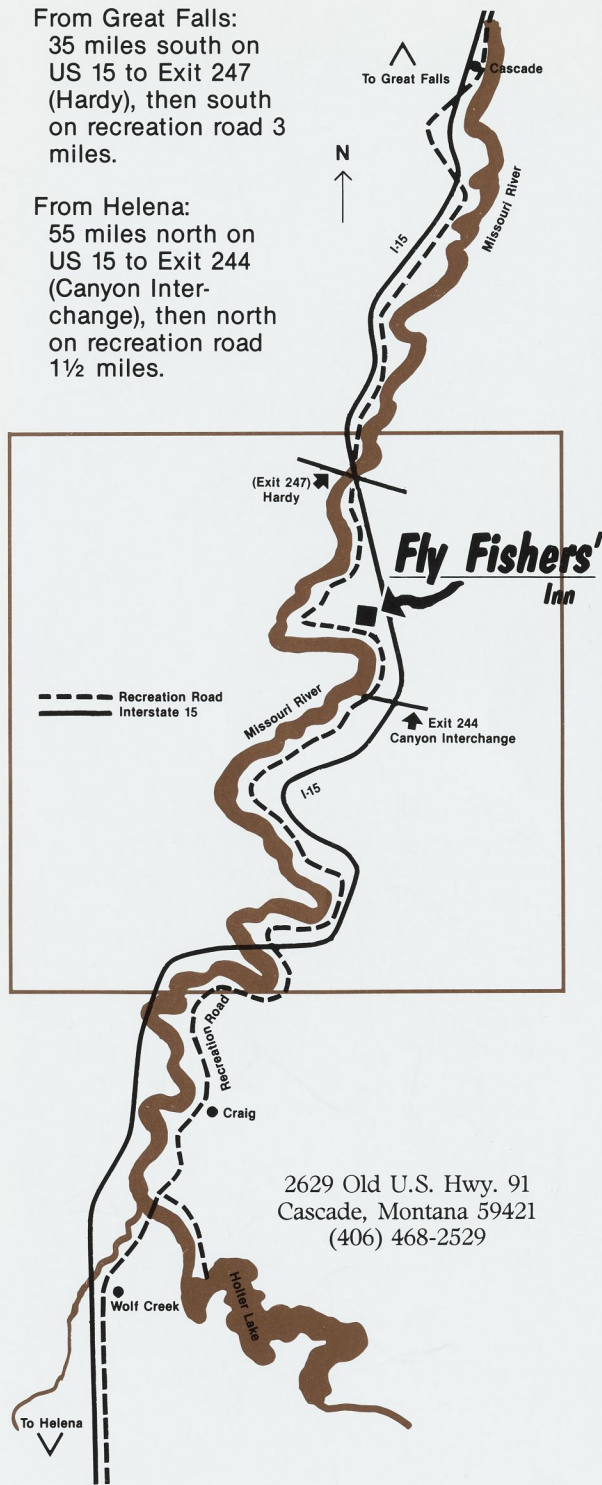 From Great Falls:
35 miles south on
US 15 to Exit 247
(Hardy), then south
on recreation road 3
miles.
To Great Falls
Cascade
N
Missouri River
I-15
From Helena:
55 miles north on
US 15 to Exit 244
(Canyon Inter-
change), then north
on recreation road
1½ miles.
(Exit 247)
Hardy
Fly Fishers'
Inn
Recreation Road
Interstate 15
Missouri River
Exit 244
Canyon Interchange
I-15
Recreation Road
Craig
2629 Old U.S. Hwy. 91
Cascade, Montana 59421
(406) 468-2529
Holter Lake
Wolf Creek
To Helena